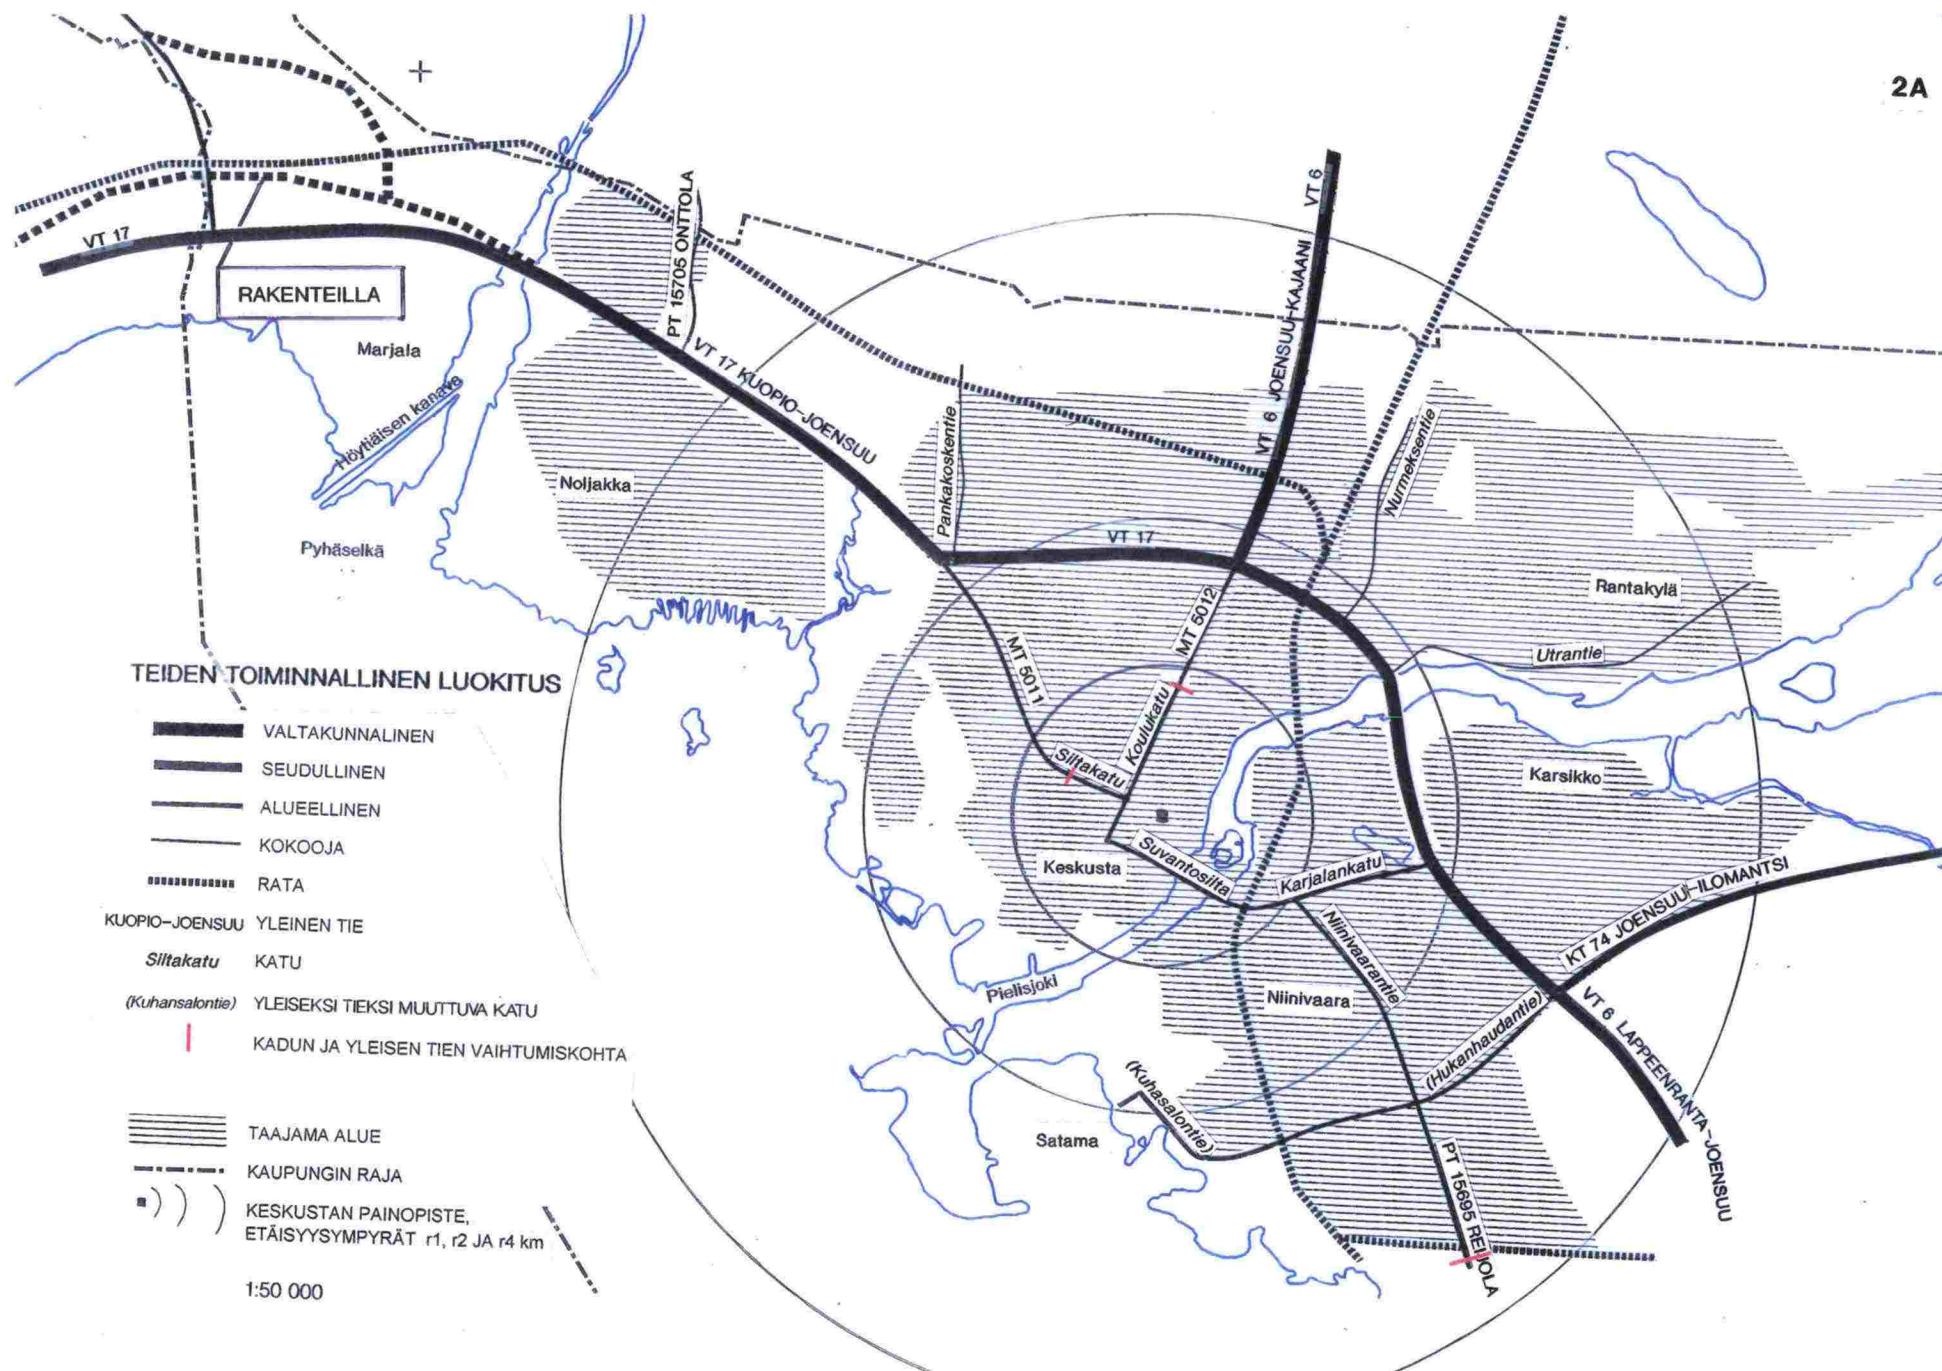 2A
VT 17
RAKENTEILLA
Marjala
Höytiäisen kanava
Pyhäselkä
PT 15705 ONTTOLA
VT 17 KUOPIO-JOENSUU
Noljakka
Pankakoskentie
VT 6
VT 6 JOENSUU-KAJAANI
Nurmeksentie
VT 17
MT 5012
MT 5011
Rantakylä
Utrantie
Koulukatu
Siltakatu
Karsikko
Keskusta
Suvantosilta
Karjalankatu
KT 74 JOENSUU-ILOMANTSI
Niinivaarantie
Pielisjoki
Niinivaara
(Hukanhaudantie)
VT 6 LAPPEENRANTA-JOENSUU
(Kuhasalontie)
Satama
PT 15695 REIJOLA
TEIDEN TOIMINNALLINEN LUOKITUS
VALTAKUNNALINEN
SEUDULLINEN
ALUEELLINEN
KOKOOJA
RATA
KUOPIO-JOENSUU YLEINEN TIE
Siltakatu KATU
(Kuhansalontie) YLEISEKSI TIEKSI MUUTTUVA KATU
KADUN JA YLEISEN TIEN VAIHTUMISKOHTA
TAAJAMA ALUE
KAUPUNGIN RAJA
KESKUSTAN PAINOPISTE,
ETÄISYYSYMPYRÄT r1, r2 JA r4 km
1:50 000